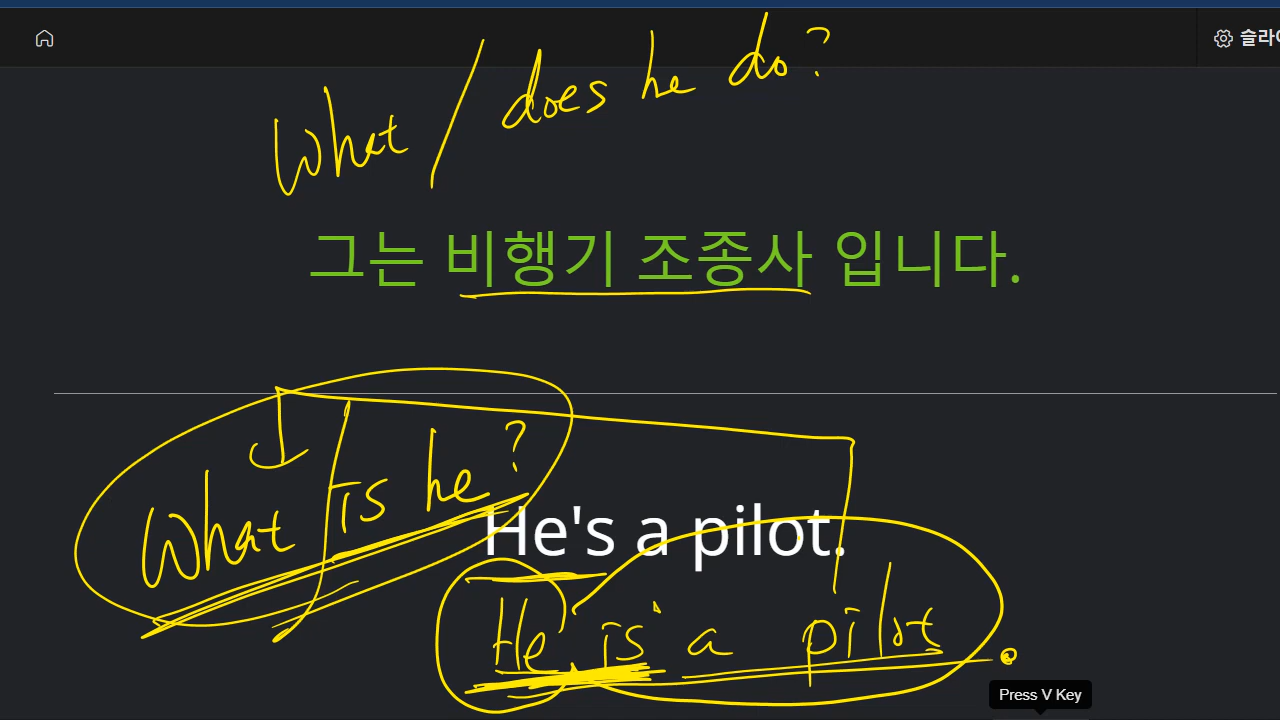 슬라이
What / does he do?
그는 비행기 조종사 입니다.
What / is he?
He's a pilot.
He is a pilot.
Press V Key